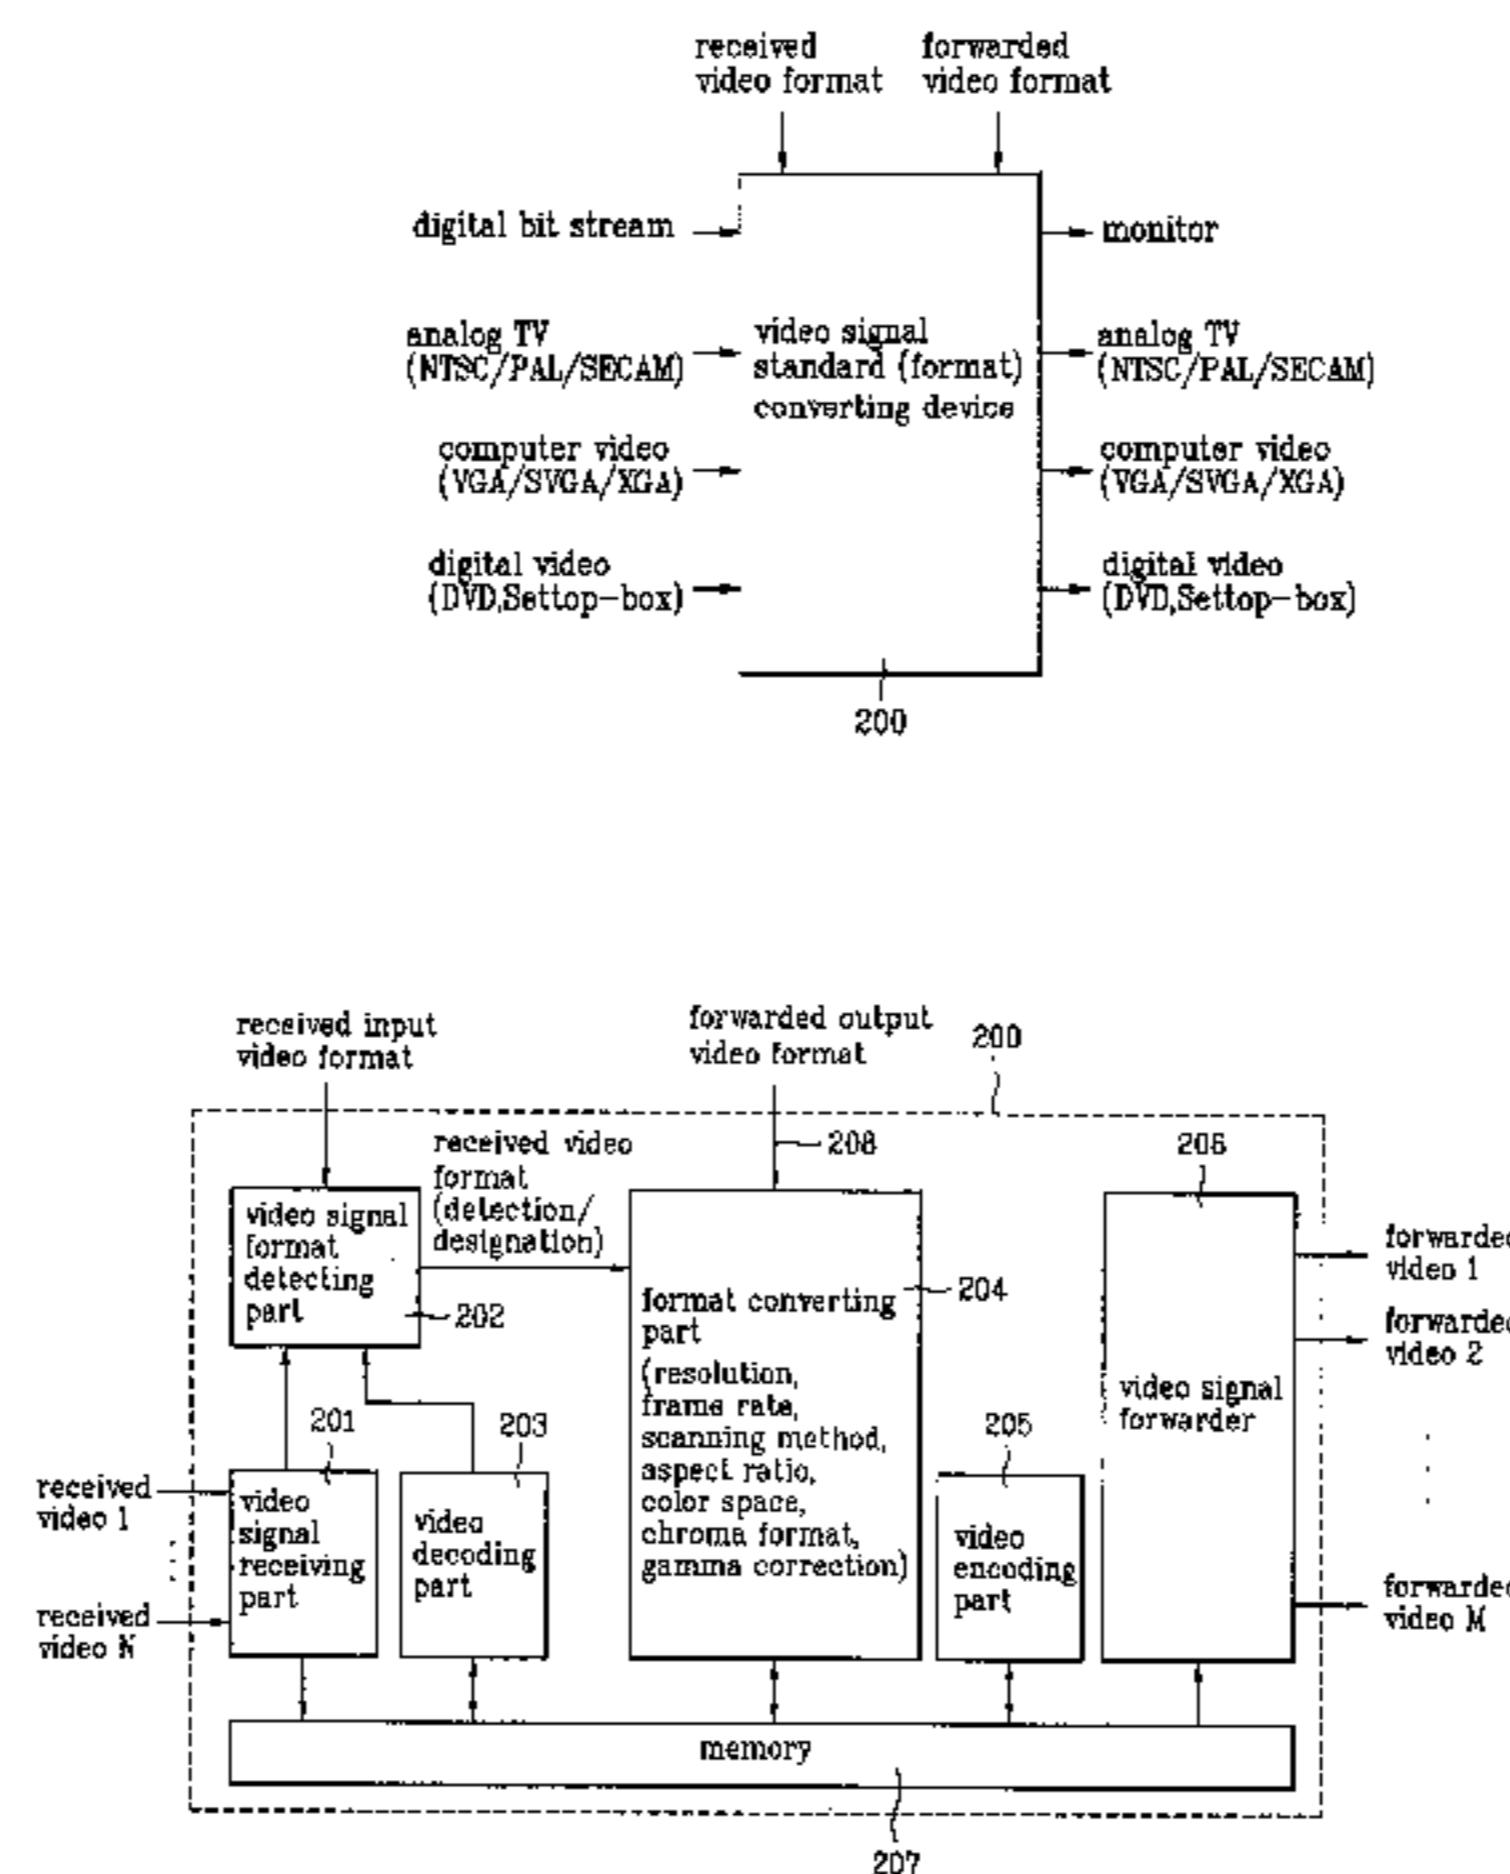 received
video format
forwarded
video format
digital bit stream
monitor
analog TV
(NTSC/PAL/SECAM)
video signal
standard (format)
converting device
analog TV
(NTSC/PAL/SECAM)
computer video
(VGA/SVGA/XGA)
computer video
(VGA/SVGA/XGA)
digital video
(DVD,Settop-box)
digital video
(DVD,Settop-box)
200
received input
video format
forwarded output
video format
200
received video
format
(detection/
designation)
208
206
video signal
format
detecting
part
202
204
format converting
part
(resolution,
frame rate,
scanning method,
aspect ratio,
color space,
chroma format,
gamma correction)
video signal
forwarder
forwarded
video 1
forwarded
video 2
forwarded
video M
201
203
205
received
video 1
received
video N
video
signal
receiving
part
video
decoding
part
video
encoding
part
memory
207